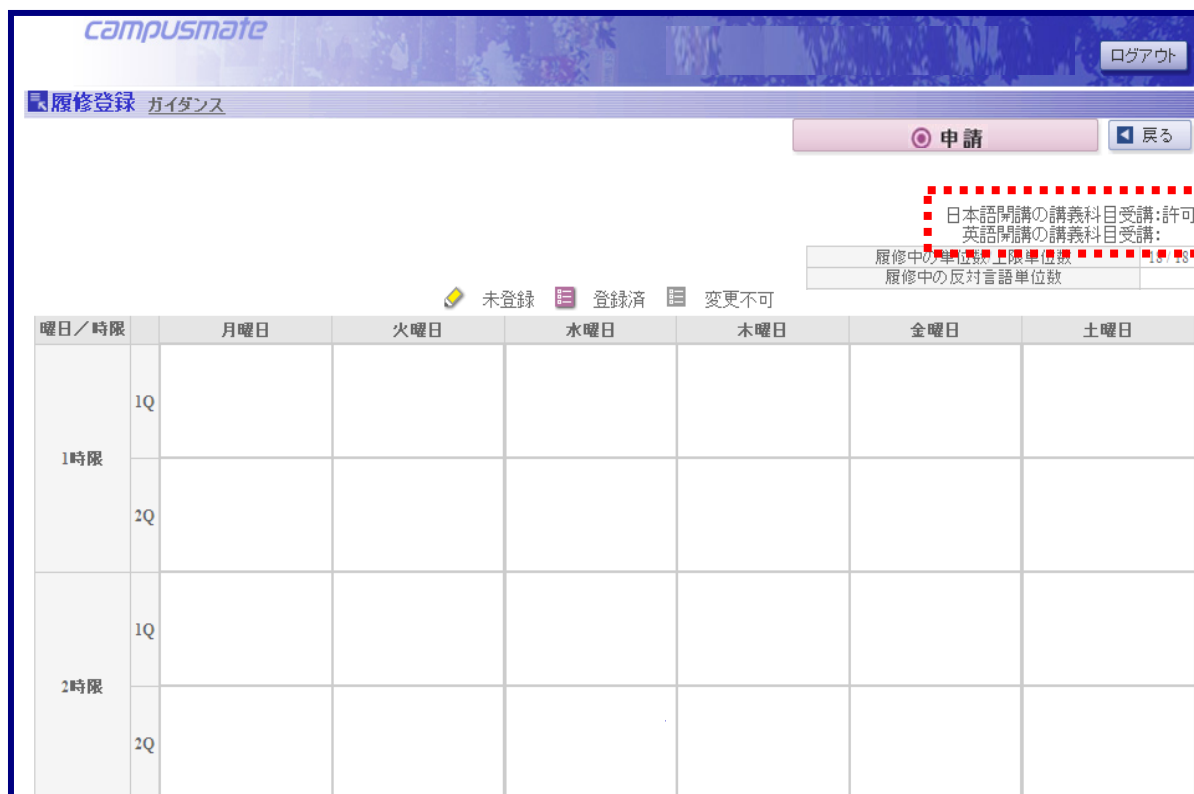 campusmate
ログアウト
履修登録 ガイダンス
申請 戻る
日本語開講の講義科目受講:許可
英語開講の講義科目受講:
履修中の単位数/上限単位数 18/18
履修中の反対言語単位数
未登録 登録済 変更不可
曜日／時限 月曜日 火曜日 水曜日 木曜日 金曜日 土曜日
1時限
1Q
2Q
2時限
1Q
2Q